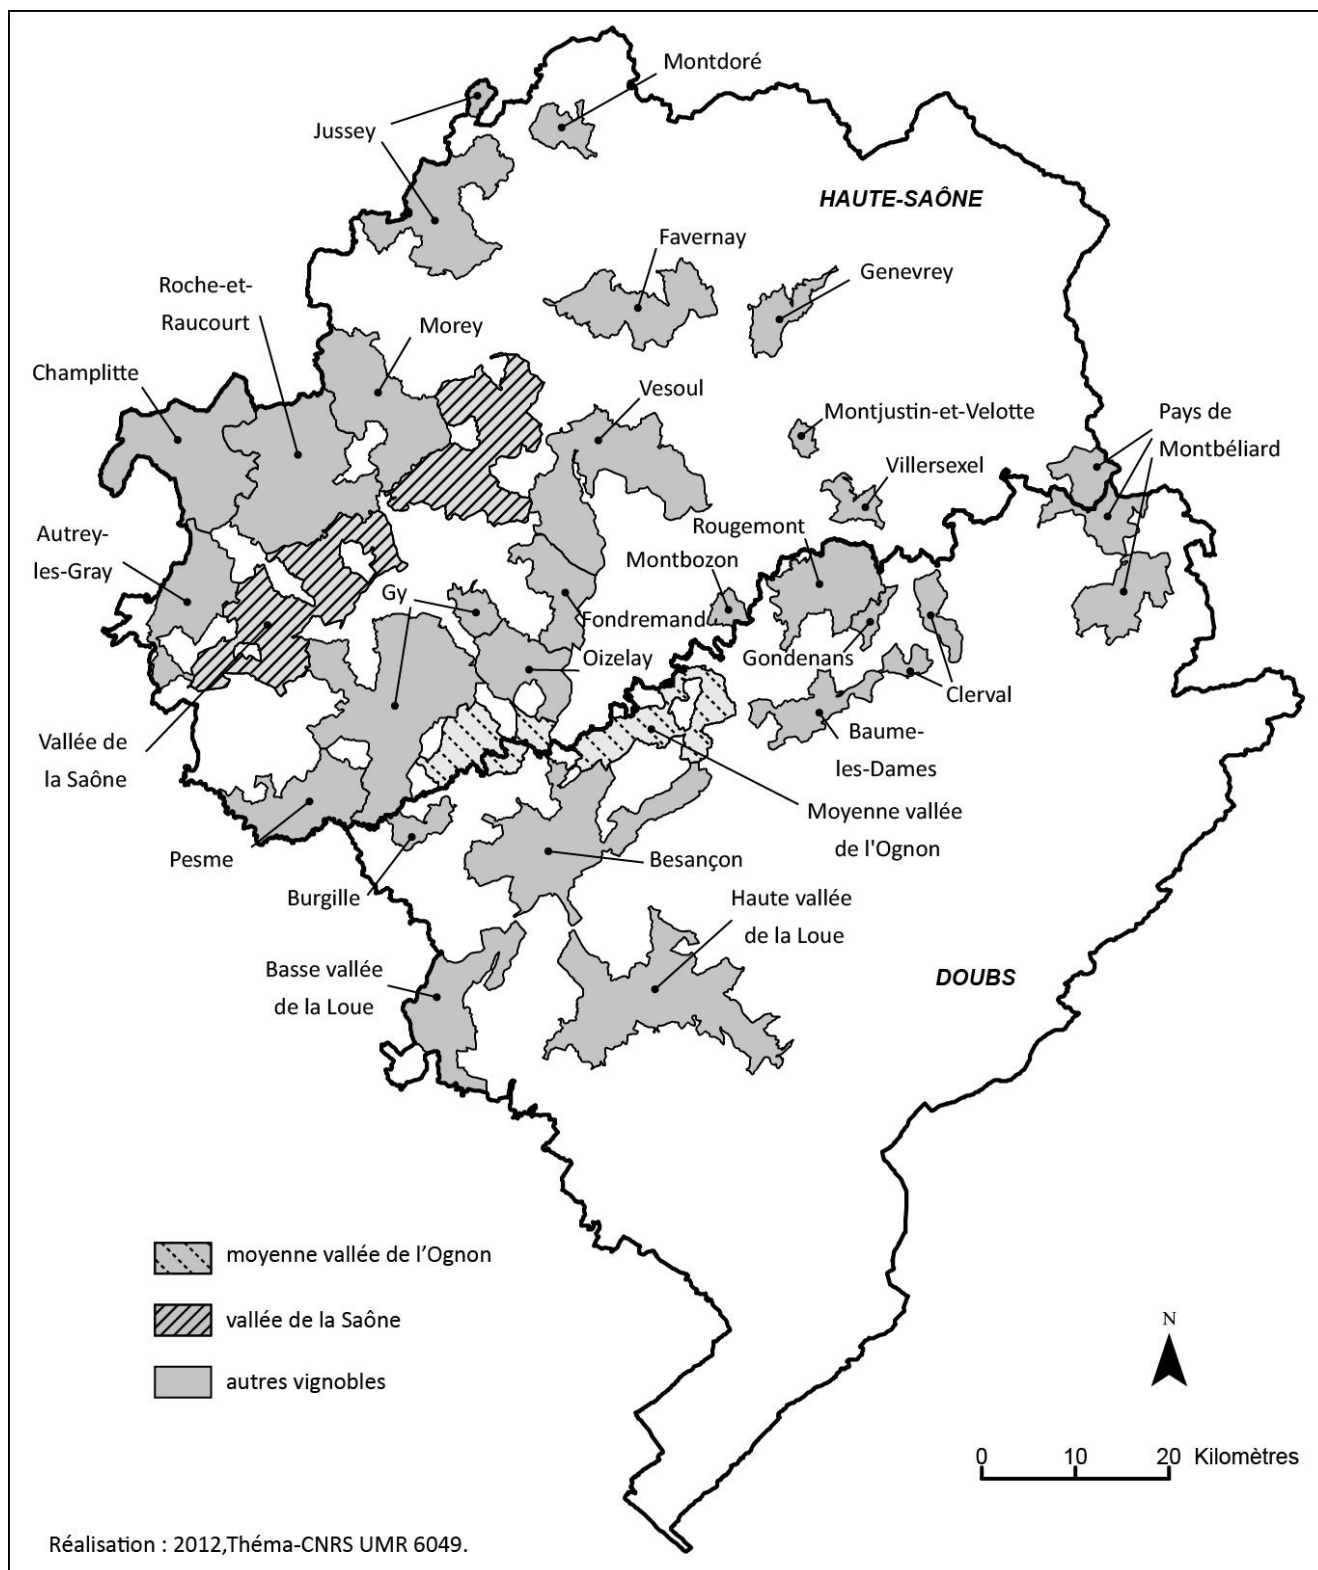 Montdoré
Jussey
HAUTE-SAÔNE
Favernay
Genevrey
Roche-et-
Raucourt
Morey
Champlitte
Vesoul
Montjustin-et-Velotte
Pays de
Montbéliard
Villersexel
Autrey-
les-Gray
Rougemont
Montbozon
Gy
Fondremand
Oizelay
Gondenans
Clerval
Vallée de
la Saône
Baume-
les-Dames
Moyenne vallée
de l'Ognon
Pesme
Besançon
Burgille
Haute vallée
de la Loue
Basse vallée
de la Loue
DOUBS
moyenne vallée de l’Ognon
vallée de la Saône
autres vignobles
N
0 10 20 Kilomètres
Réalisation : 2012,Théma-CNRS UMR 6049.